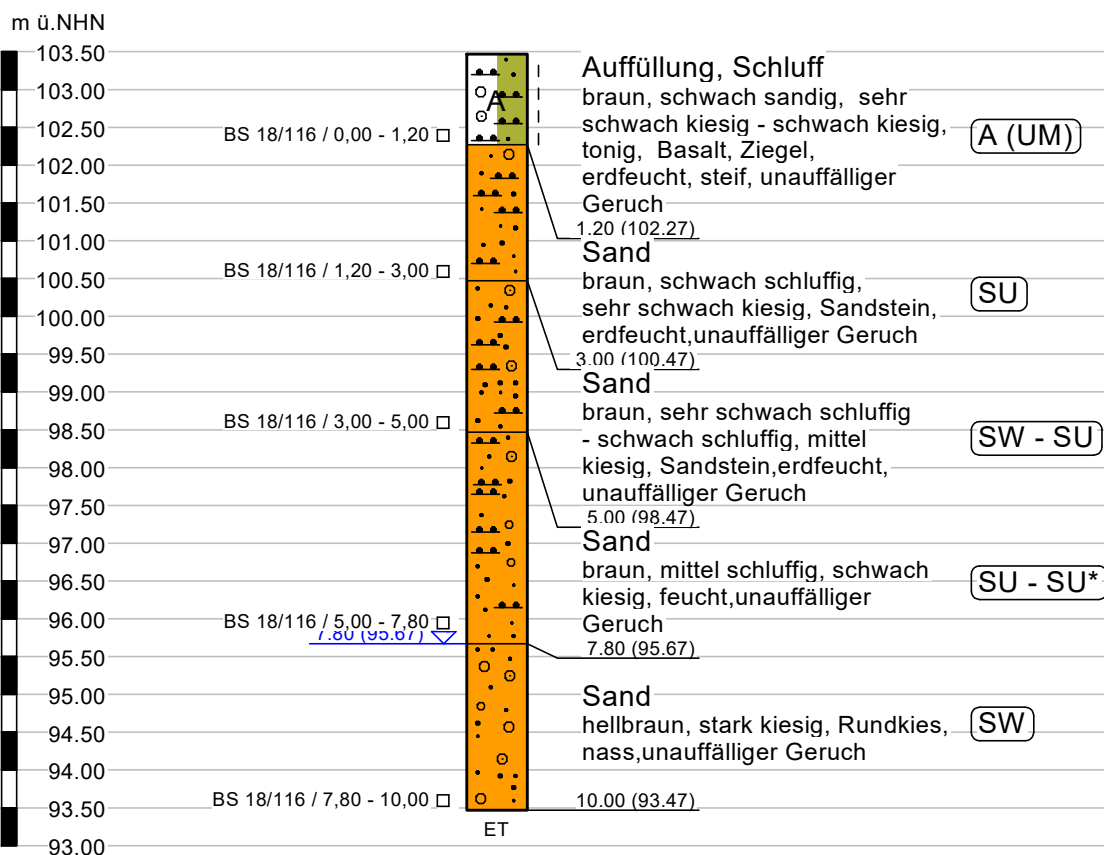 m ü.NHN
103.50
103.00
102.50
102.00
101.50
101.00
100.50
100.00
99.50
99.00
98.50
98.00
97.50
97.00
96.50
96.00
95.50
95.00
94.50
94.00
93.50
93.00
BS 18/116 / 0,00 - 1,20
BS 18/116 / 1,20 - 3,00
BS 18/116 / 3,00 - 5,00
BS 18/116 / 5,00 - 7,80
7.80 (95.67)
BS 18/116 / 7,80 - 10,00
A
ET
Auffüllung, Schluff
braun, schwach sandig, sehr
schwach kiesig - schwach kiesig,
tonig, Basalt, Ziegel,
erdfeucht, steif, unauffälliger
Geruch
1.20 (102.27)
A (UM)
Sand
braun, schwach schluffig,
sehr schwach kiesig, Sandstein,
erdfeucht,unauffälliger Geruch
3.00 (100.47)
SU
Sand
braun, sehr schwach schluffig
- schwach schluffig, mittel
kiesig, Sandstein,erdfeucht,
unauffälliger Geruch
5.00 (98.47)
SW - SU
Sand
braun, mittel schluffig, schwach
kiesig, feucht,unauffälliger
Geruch
7.80 (95.67)
SU - SU*
Sand
hellbraun, stark kiesig, Rundkies,
nass,unauffälliger Geruch
10.00 (93.47)
SW